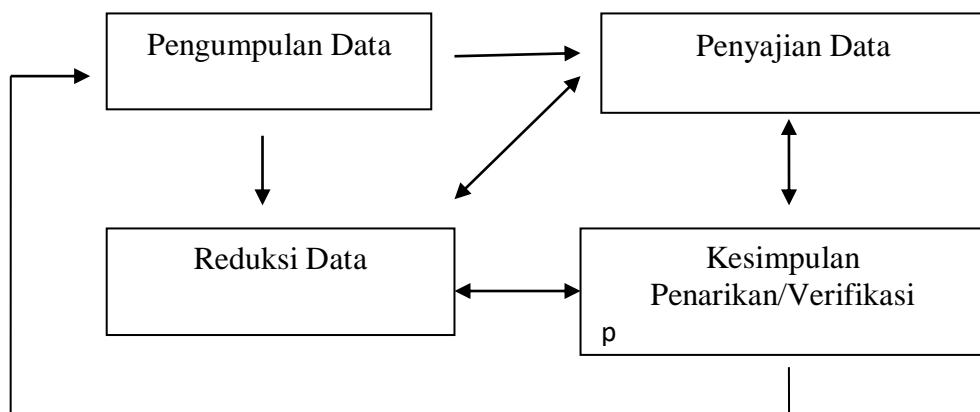 Pengumpulan Data
Penyajian Data
Reduksi Data
Kesimpulan
Penarikan/Verifikasi
p